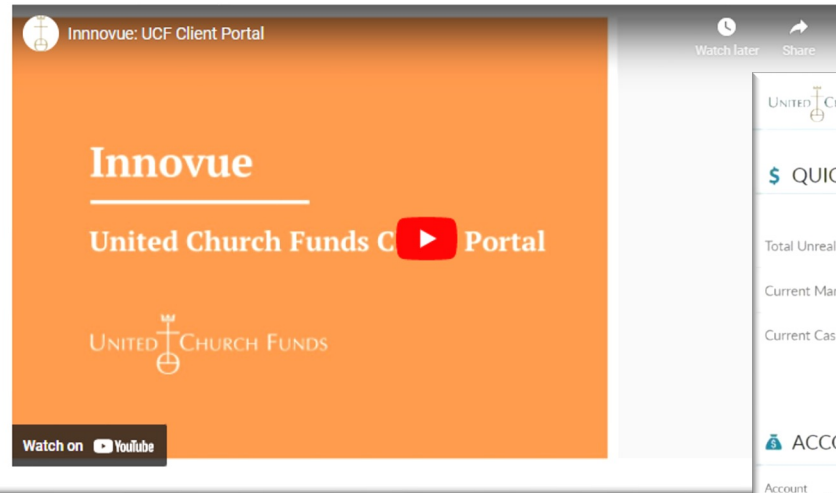 Innnovue: UCF Client Portal
Watch later
Share
Innovue
United Church Funds C Portal
UNITED CHURCH FUNDS
Watch on YouTube
UNITED
$ QUIC
Total Unreal
Current Mar
Current Cas
$ ACCO
Account